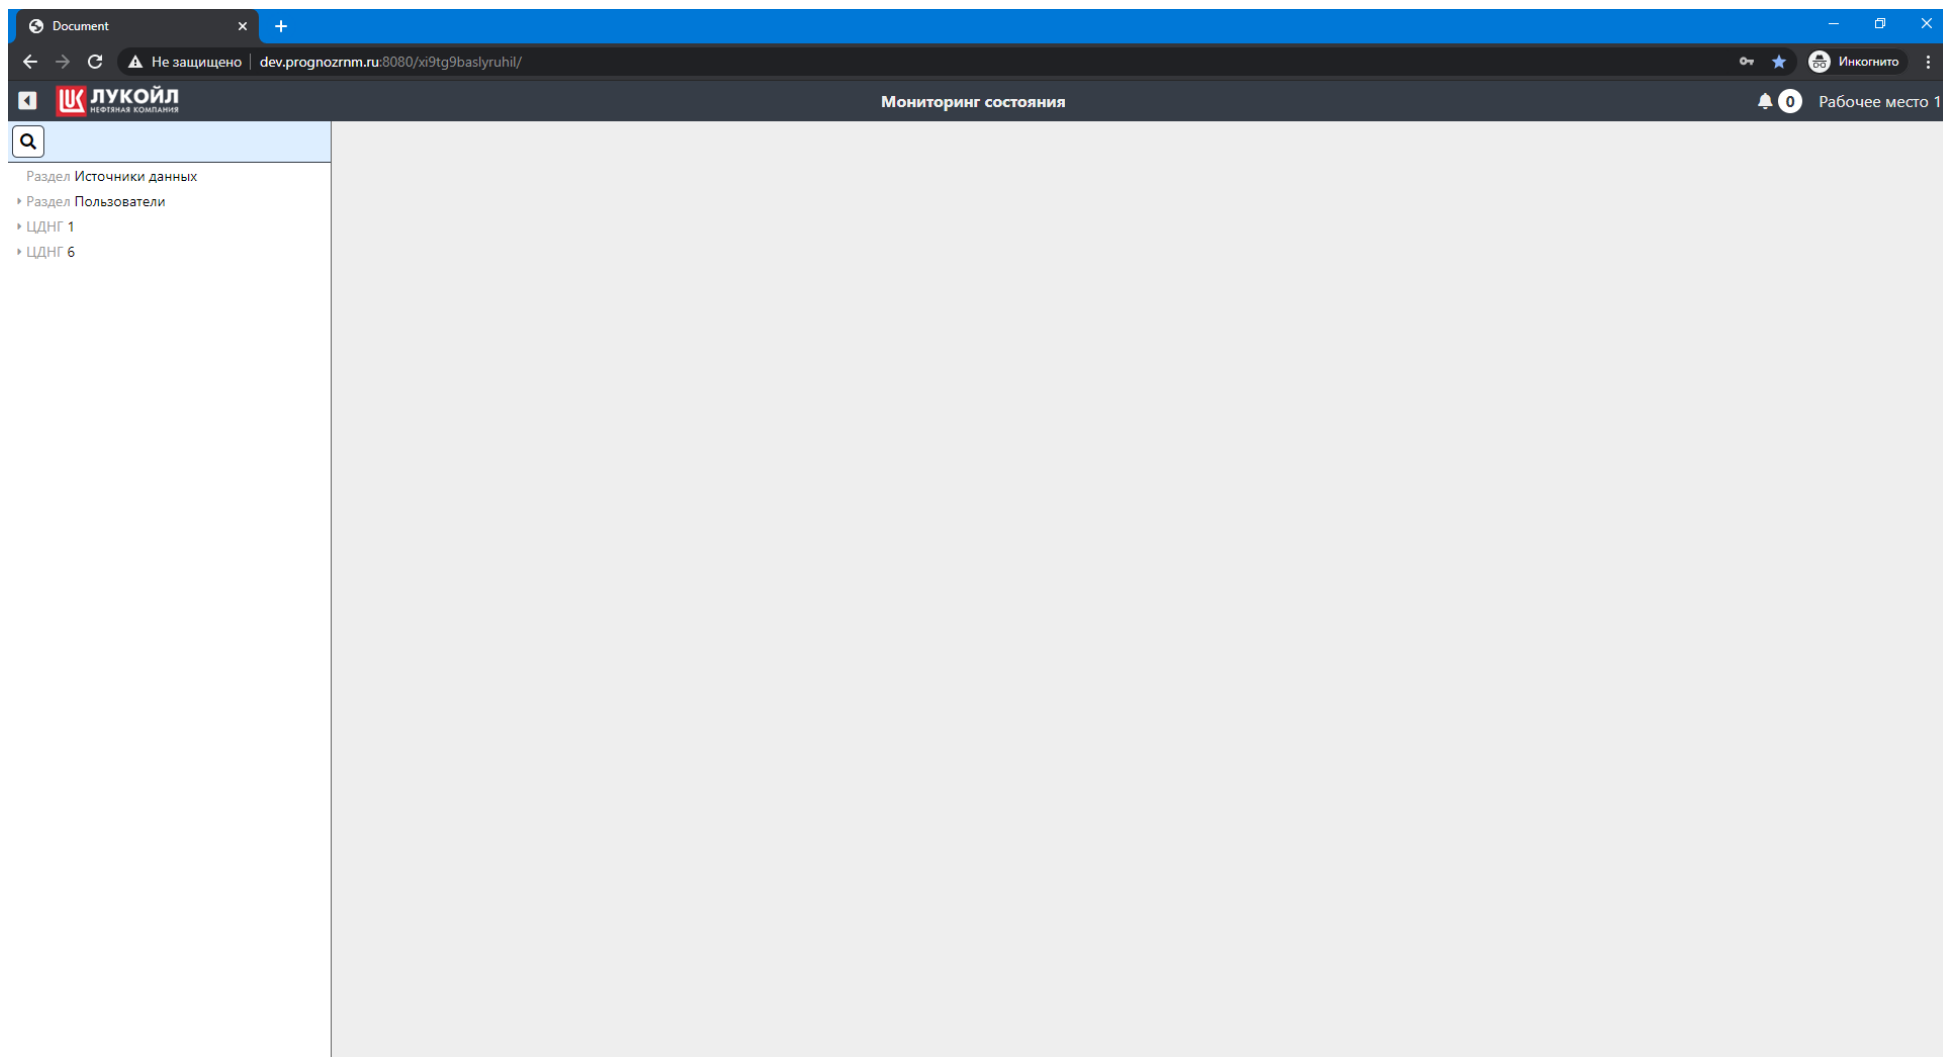 Document
Не защищено dev.prognozrnm.ru:8080/xi9tg9baslyruhil/ Инкогнито
ЛУКОЙЛ
НЕФТЯНАЯ КОМПАНИЯ
Мониторинг состояния
0 Рабочее место 1
Раздел Источники данных
Раздел Пользователи
ЦДНГ 1
ЦДНГ 6